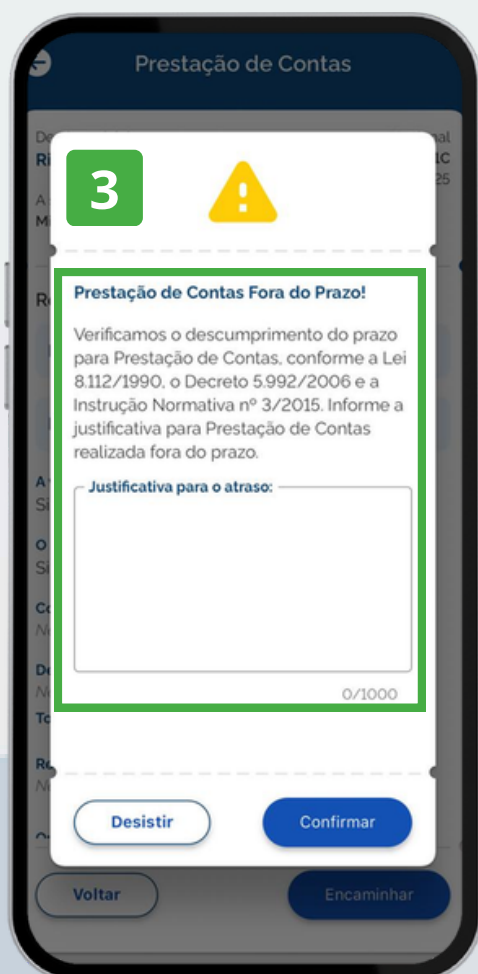 Prestação de Contas
3
Prestação de Contas Fora do Prazo!
Verificamos o descumprimento do prazo
para Prestação de Contas, conforme a Lei
8.112/1990, o Decreto 5.992/2006 e a
Instrução Normativa nº 3/2015. Informe a
justificativa para Prestação de Contas
realizada fora do prazo.
Justificativa para o atraso:
0/1000
Desistir
Confirmar
Voltar
Encaminhar